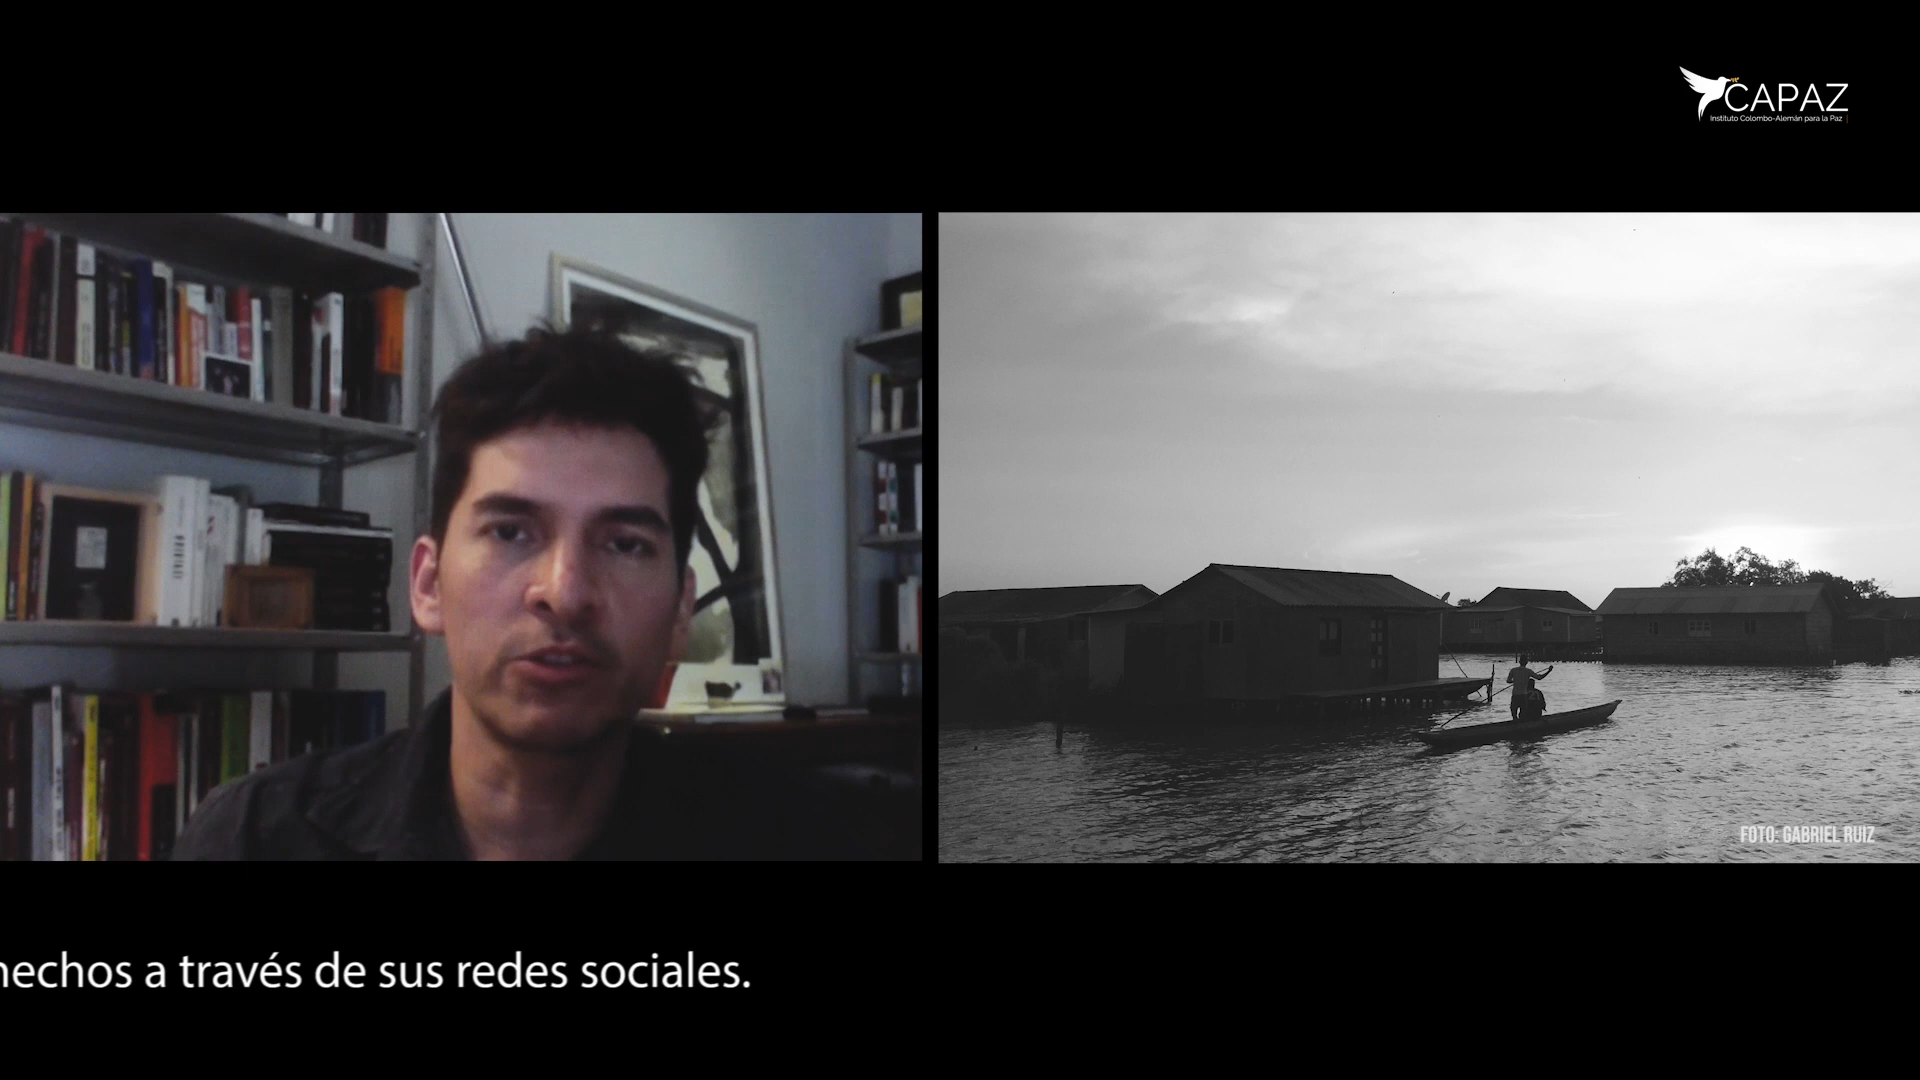 CAPAZ
Instituto Colombo-Alemán para la Paz
FOTO: GABRIEL RUIZ
hechos a través de sus redes sociales.